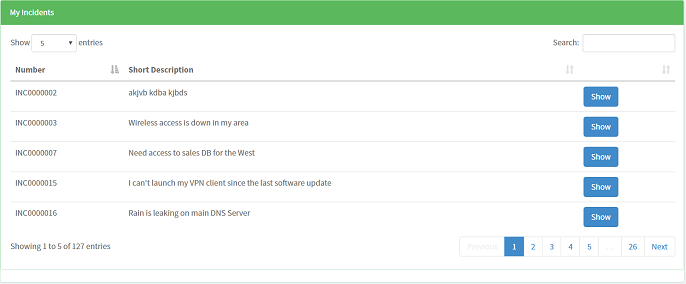 My Incidents
Show 5 entries Search:
Number Short Description
INC0000002 akjvb kdba kjbds Show
INC0000003 Wireless access is down in my area Show
INC0000007 Need access to sales DB for the West Show
INC0000015 I can't launch my VPN client since the last software update Show
INC0000016 Rain is leaking on main DNS Server Show
Showing 1 to 5 of 127 entries Previous 1 2 3 4 5 ... 26 Next